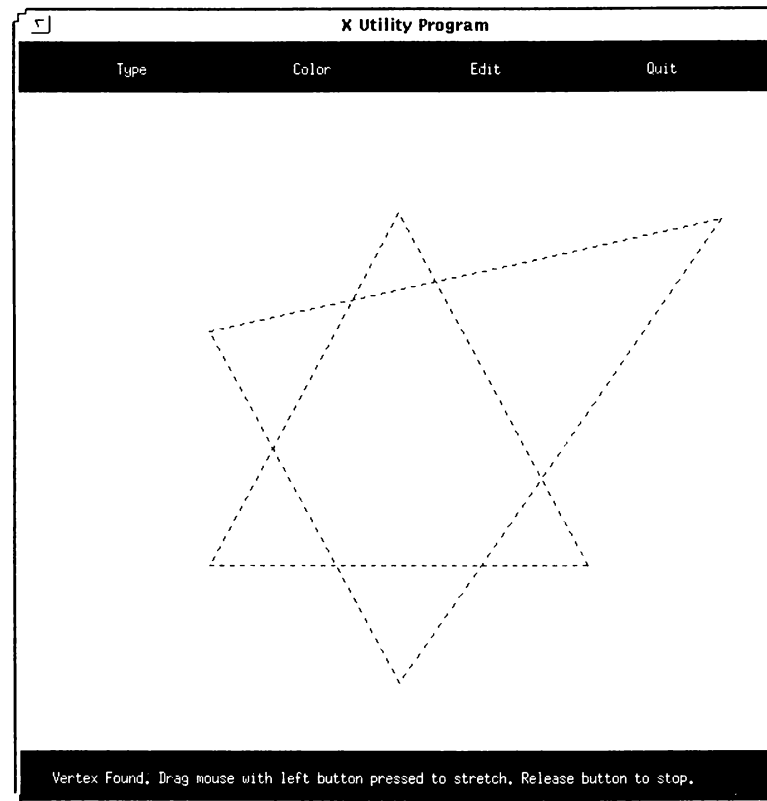 X Utility Program
Type Color Edit Quit
Vertex Found. Drag mouse with left button pressed to stretch. Release button to stop.